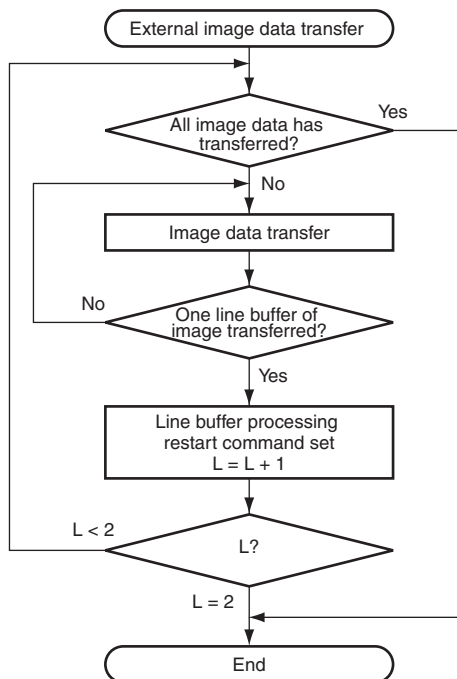 External image data transfer
All image data has
transferred?
Yes
No
Image data transfer
One line buffer of
image transferred?
No
Yes
Line buffer processing
restart command set
L = L + 1
L < 2
L?
L = 2
End